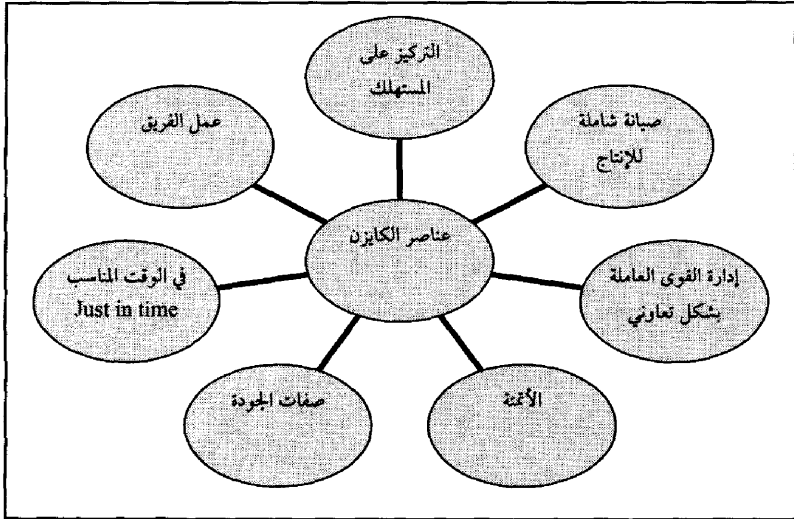 التركيز على
المستهلك
صيانة شاملة
للإنتاج
عمل الفريق
عناصر الكايزن
إدارة القوى العاملة
بشكل تعاوني
في الوقت المناسب
Just in time
الأتمتة
صفات الجودة